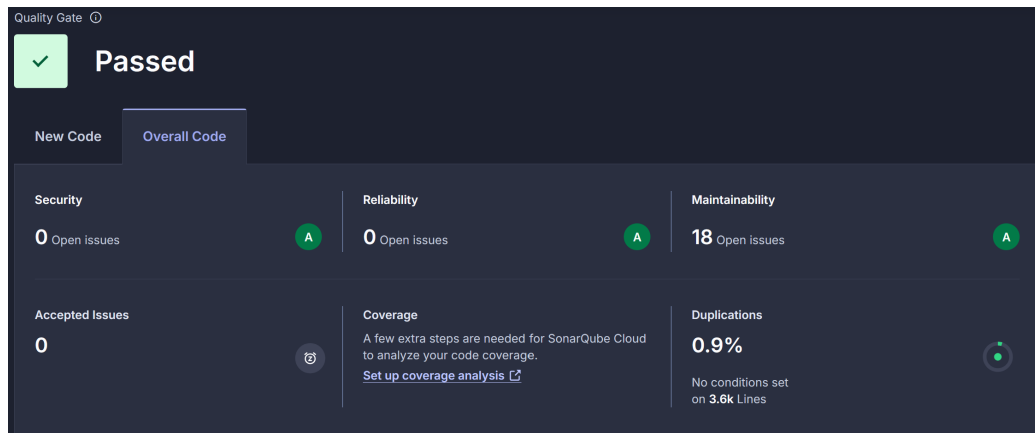 Quality Gate
Passed
New Code
Overall Code
Security
0 Open issues
A
Reliability
0 Open issues
A
Maintainability
18 Open issues
A
Accepted Issues
0
Coverage
A few extra steps are needed for SonarQube Cloud
to analyze your code coverage.
Set up coverage analysis
Duplications
0.9%
No conditions set
on 3.6k Lines